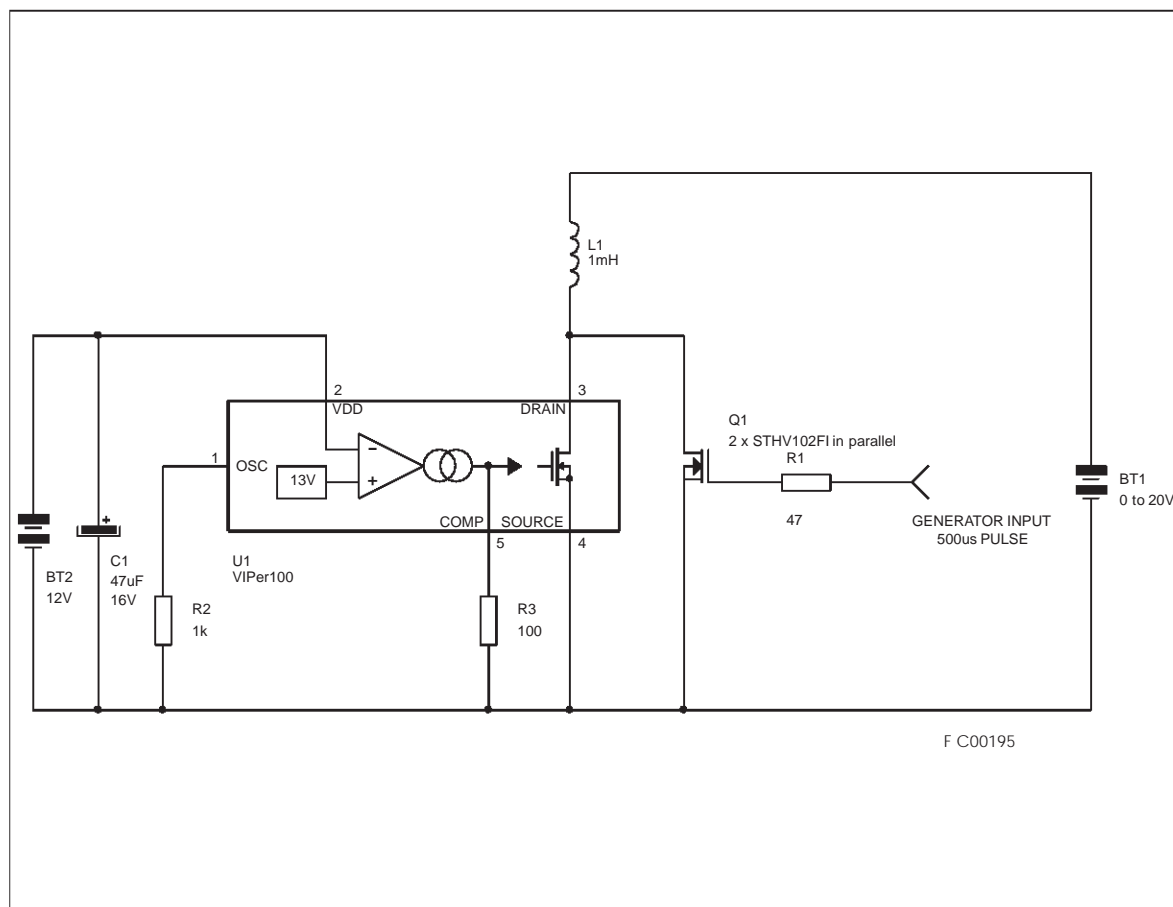 L1
1mH
2
3
VDD
DRAIN
Q1
2 x STHV102FI in parallel
R1
1
OSC
−
13V
+
BT1
0 to 20V
47
GENERATOR INPUT
500us PULSE
COMP
SOURCE
5
4
+
U1
VIPer100
C1
47uF
16V
BT2
12V
R2
1k
R3
100
F C00195